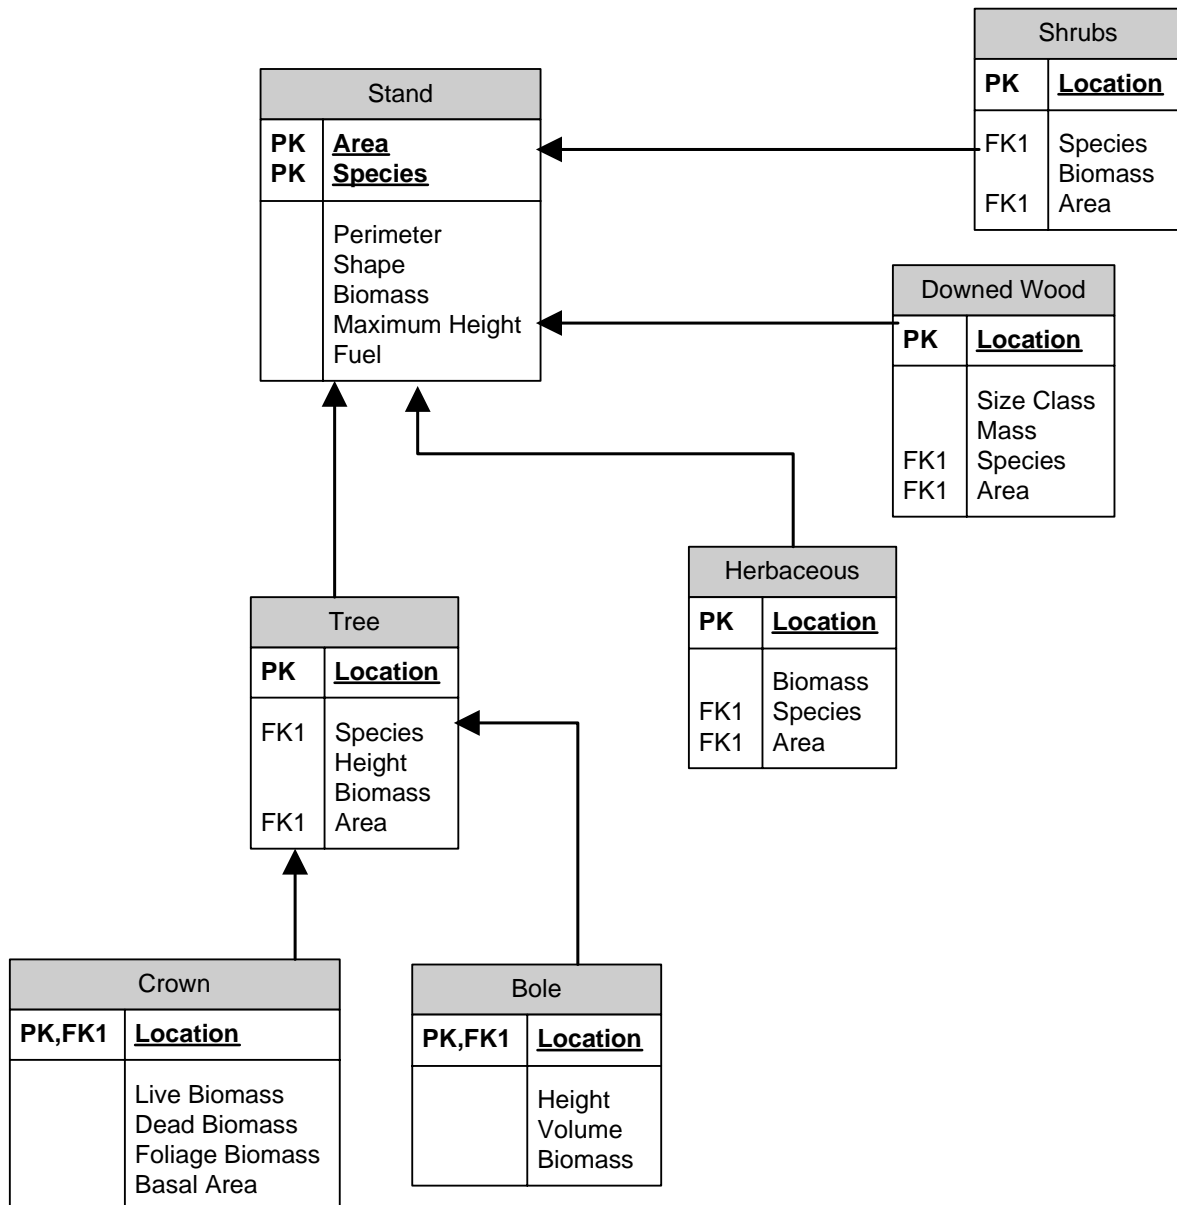 Shrubs
PK Location
FK1 Species
Biomass
FK1 Area
Stand
PK Area
PK Species
Perimeter
Shape
Biomass
Maximum Height
Fuel
Downed Wood
PK Location
Size Class
Mass
FK1 Species
FK1 Area
Herbaceous
PK Location
Biomass
FK1 Species
FK1 Area
Tree
PK Location
FK1 Species
Height
Biomass
FK1 Area
Crown
PK,FK1 Location
Live Biomass
Dead Biomass
Foliage Biomass
Basal Area
Bole
PK,FK1 Location
Height
Volume
Biomass